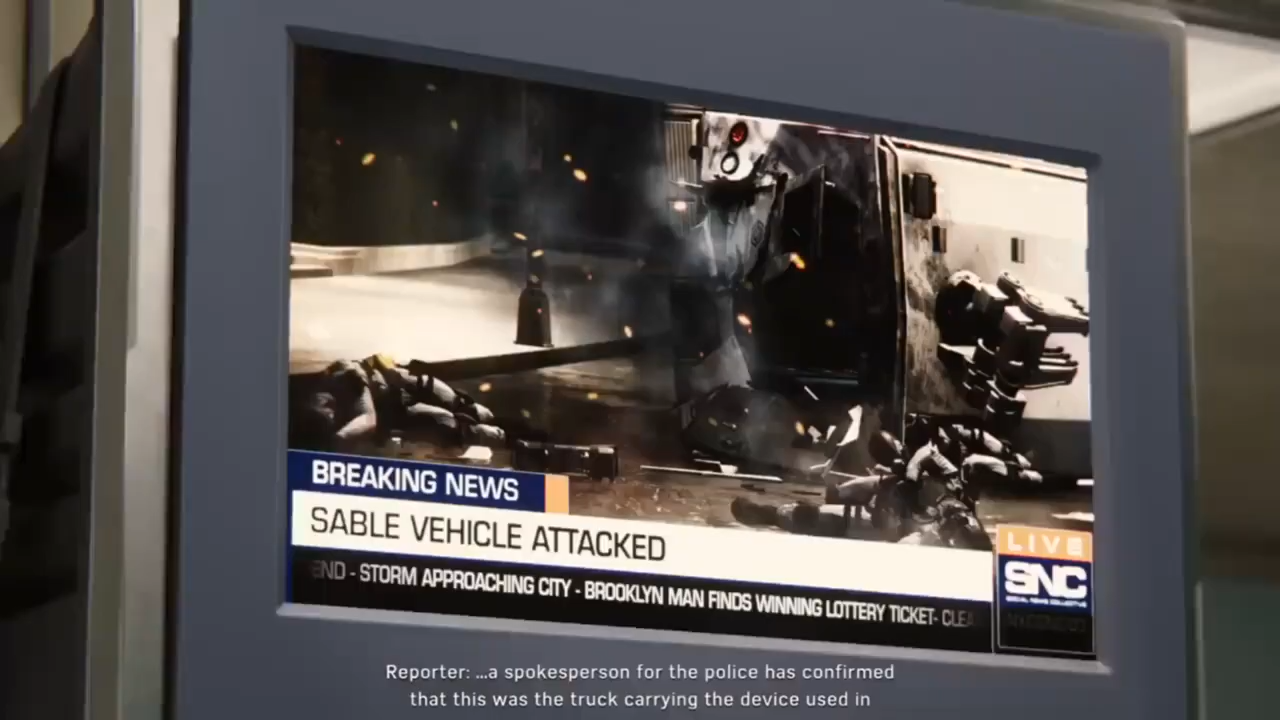 BREAKING NEWS
SABLE VEHICLE ATTACKED
END - STORM APPROACHING CITY - BROOKLYN MAN FINDS WINNING LOTTERY TICKET- CLEA
LIVE
SNC
Reporter: ...a spokesperson for the police has confirmed
that this was the truck carrying the device used in